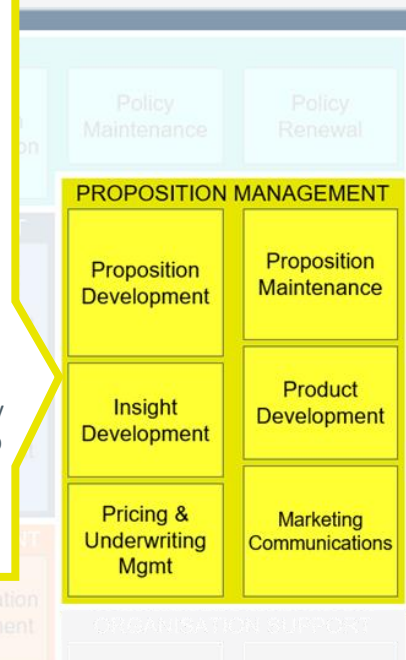 Policy
Maintenance
Policy
Renewal
PROPOSITION MANAGEMENT
Proposition
Development
Proposition
Maintenance
Insight
Development
Product
Development
Pricing &
Underwriting
Mgmt
Marketing
Communications
ORGANISATION SUPPORT